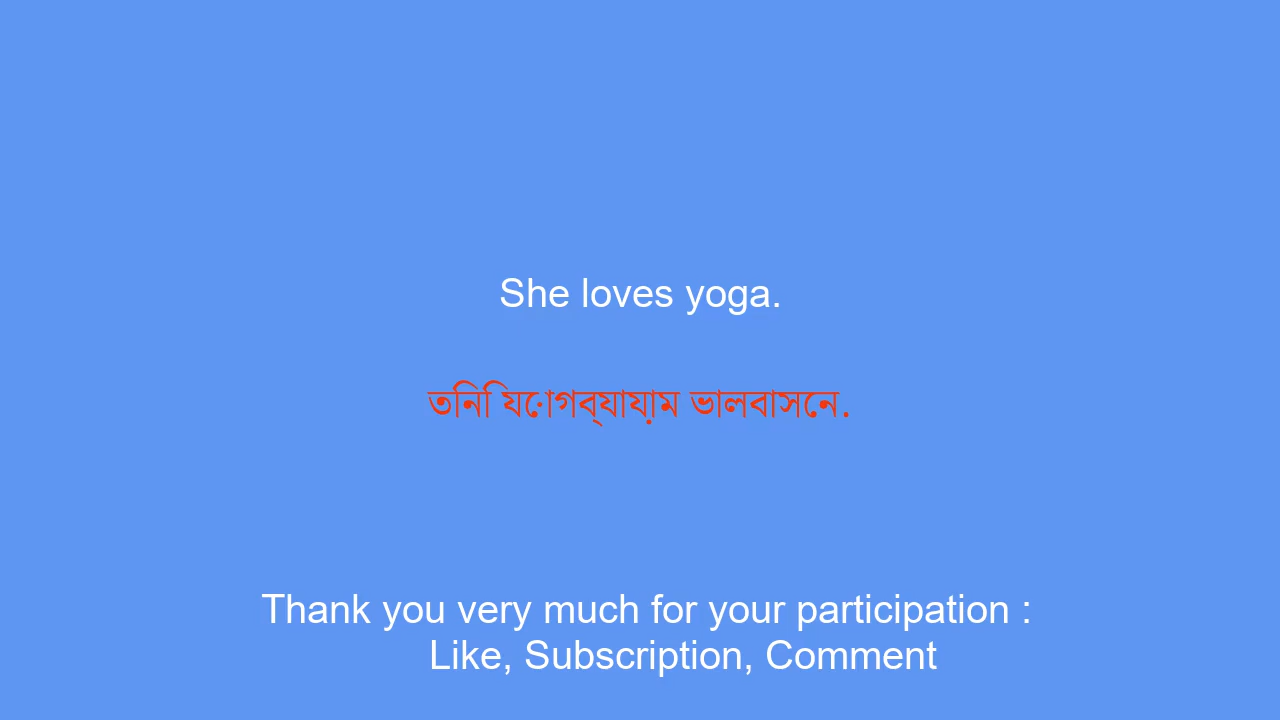 She loves yoga.
তিনি যোগব্যায়াম ভালবাসেন.
Thank you very much for your participation :
Like, Subscription, Comment